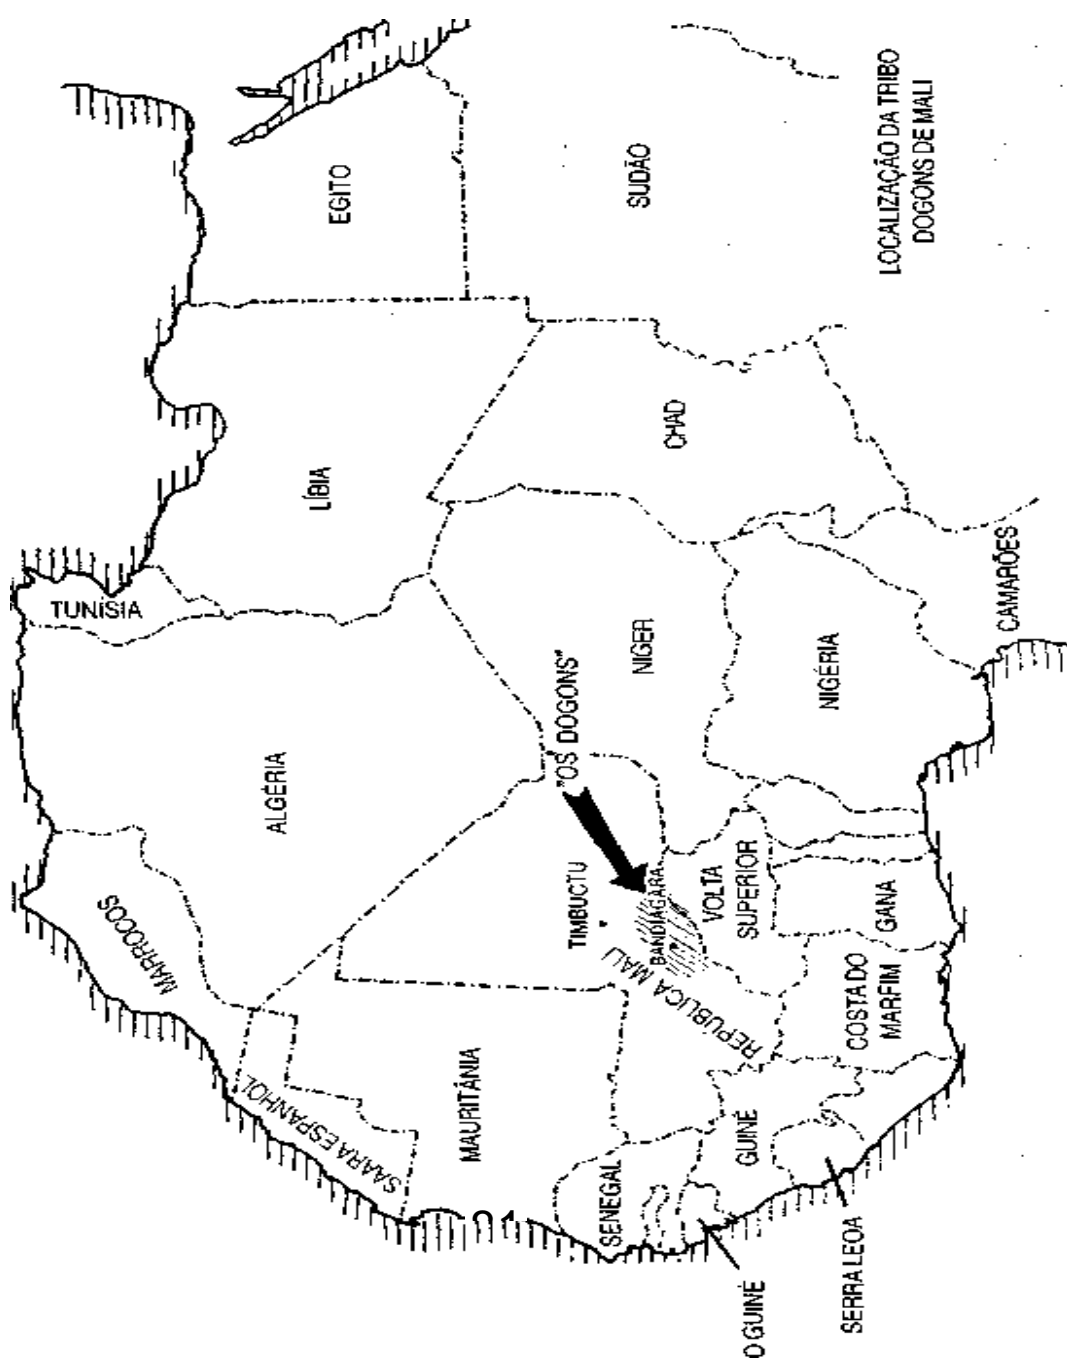 TUNÍSIA
MARROCOS
ALGÉRIA
LÍBIA
EGITO
SAARA ESPANHOL
MAURITÂNIA
TIMBUCTU
"OS DOGONS"
NIGER
CHAD
SUDÃO
SENEGAL
REPÚBLICA MALI
BANDIAGARA
VOLTA
SUPERIOR
NIGÉRIA
GUINÉ
COSTA DO
MARFIM
GANA
CAMARÕES
O GUINÉ
SERRA LEOA
LOCALIZAÇÃO DA TRIBO
DOGONS DE MALI